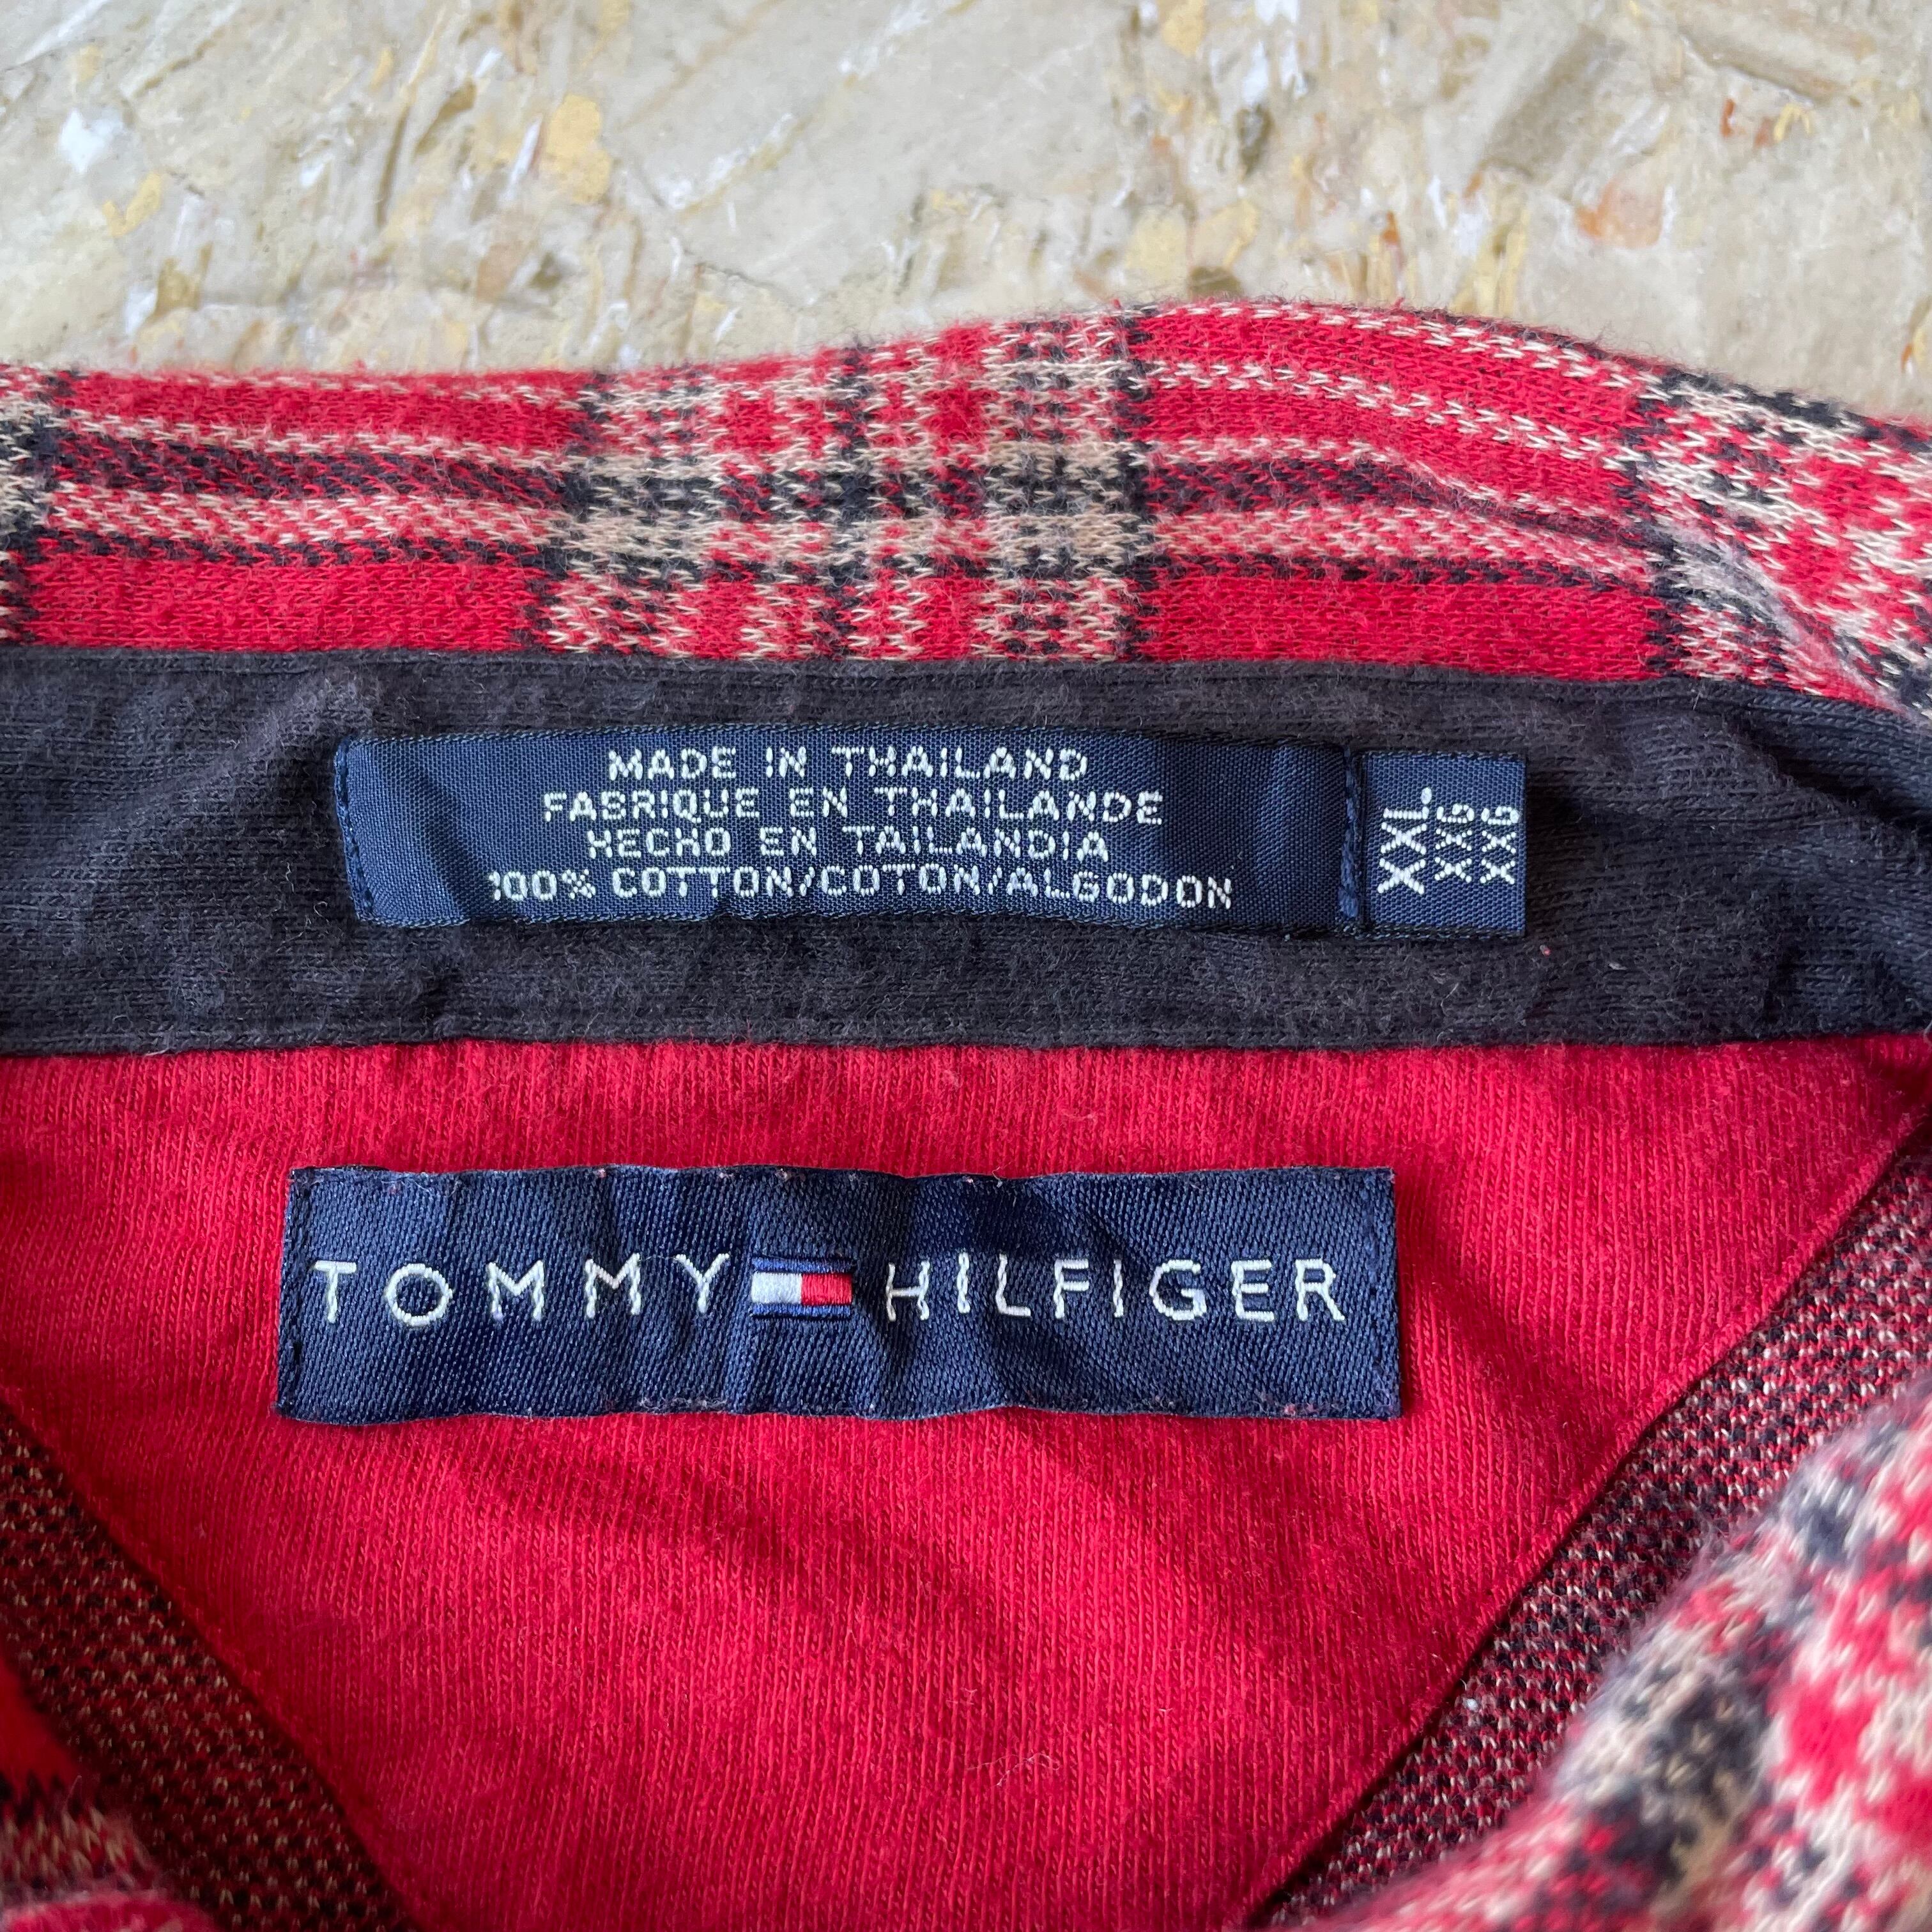 MADE IN THAILAND
FABRIQUE EN THAILANDE
HECHO EN TAILANDIA
100% COTTON/COTON/ALGODON
XXL
XXG
XXG
TOMMY HILFIGER